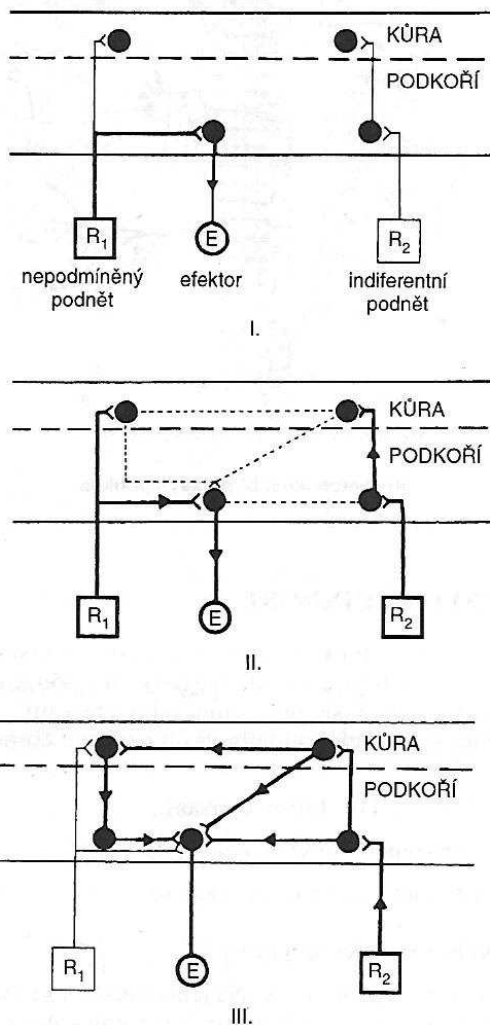 KŮRA
PODKOŘÍ
R1 E R2
nepodmíněný podnět
efektor
indiferentní podnět
I.
KŮRA
PODKOŘÍ
R1 E R2
II.
KŮRA
PODKOŘÍ
R1 E R2
III.